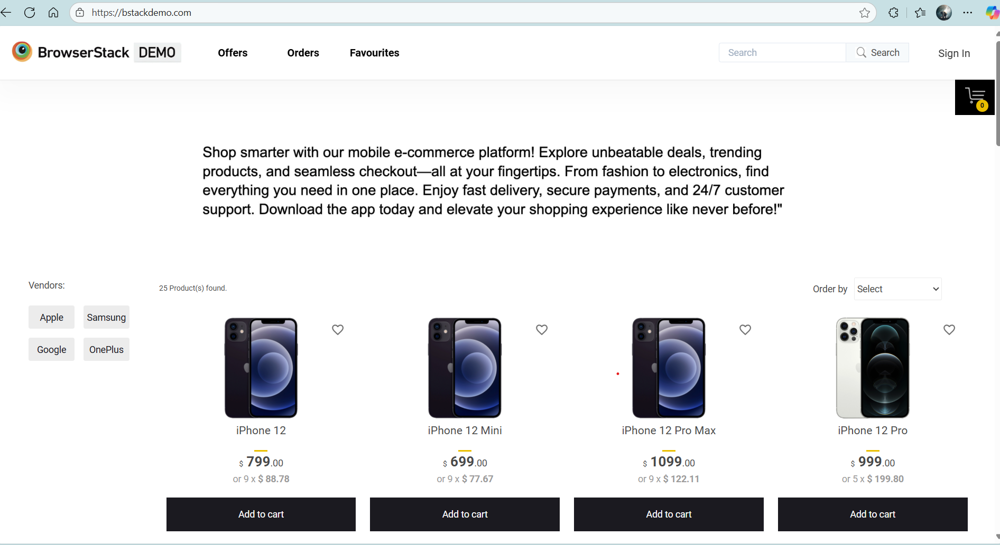 https://bstackdemo.com
BrowserStack DEMO
Offers
Orders
Favourites
Search
Search
Sign In
0
Shop smarter with our mobile e-commerce platform! Explore unbeatable deals, trending
products, and seamless checkout—all at your fingertips. From fashion to electronics, find
everything you need in one place. Enjoy fast delivery, secure payments, and 24/7 customer
support. Download the app today and elevate your shopping experience like never before!"
Vendors:
Apple
Samsung
Google
OnePlus
25 Product(s) found.
Order by
Select
iPhone 12
$ 799.00
or 9 x $ 88.78
Add to cart
iPhone 12 Mini
$ 699.00
or 9 x $ 77.67
Add to cart
iPhone 12 Pro Max
$ 1099.00
or 9 x $ 122.11
Add to cart
iPhone 12 Pro
$ 999.00
or 5 x $ 199.80
Add to cart